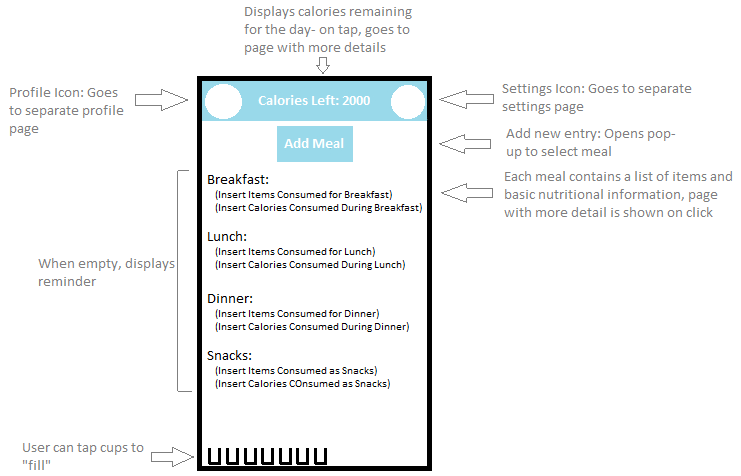 Displays calories remaining
for the day- on tap, goes to
page with more details
Profile Icon: Goes
to separate profile
page
Calories Left: 2000
Settings Icon: Goes to separate
settings page
Add Meal
Add new entry: Opens pop-
up to select meal
Each meal contains a list of items and
basic nutritional information, page
with more detail is shown on click
Breakfast:
(Insert Items Consumed for Breakfast)
(Insert Calories Consumed During Breakfast)
Lunch:
(Insert Items Consumed for Lunch)
(Insert Calories Consumed During Lunch)
When empty, displays
reminder
Dinner:
(Insert Items Consumed for Dinner)
(Insert Calories Consumed During Dinner)
Snacks:
(Insert Items Consumed as Snacks)
(Insert Calories COnsumed as Snacks)
User can tap cups to
"fill"